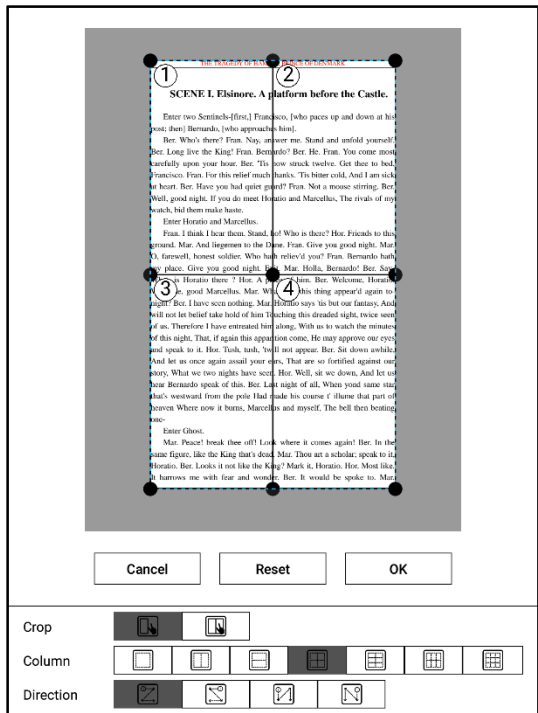 THE TRAGEDY OF PRINCE OF DENMARK
1 2
SCENE I. Elsinore. A platform before the Castle.
Enter two Sentinels-[first,] Francisco, [who paces up and down at his
post; then] Bernardo, [who approaches him].
Ber. Who's there? Fran. Nay, answer me. Stand and unfold yourself.
Ber. Long live the King! Fran. Bernardo? Ber. He. Fran. You come most
carefully upon your hour. Ber. 'Tis now struck twelve. Get thee to bed,
Francisco. Fran. For this relief much thanks. 'Tis bitter cold, And I am sick
at heart. Ber. Have you had quiet guard? Fran. Not a mouse stirring. Ber.
Well, good night. If you do meet Horatio and Marcellus, The rivals of my
watch, bid them make haste.
Enter Horatio and Marcellus.
Fran. I think I hear them. Stand, ho! Who is there? Hor. Friends to this
ground. Mar. And liegemen to the Dane. Fran. Give you good night. Mar.
O, farewell, honest soldier. Who hath reliev'd you? Fran. Bernardo hath
my place. Give you good night. Exit. Mar. Holla, Bernardo! Ber. Say
is Horatio there ? Hor. A piece of him. Ber. Welcome, Horatio.
3 4
good Marcellus. Mar. this thing appear'd again to
night? Ber. I have seen nothing. Mar. Horatio says 'tis but our fantasy, And
will not let belief take hold of him Touching this dreaded sight, twice seen
of us. Therefore I have entreated him along, With us to watch the minutes
of this night, That, if again this apparition come, He may approve our eyes
and speak to it. Hor. Tush, tush, 'twill not appear. Ber. Sit down awhile,
And let us once again assail your ears, That are so fortified against our
story, What we two nights have seen. Hor. Well, sit we down, And let us
hear Bernardo speak of this. Ber. Last night of all, When yond same star
that's westward from the pole Had made his course t' illume that part of
heaven Where now it burns, Marcellus and myself, The bell then beating
one-
Enter Ghost.
Mar. Peace! break thee off! Look where it comes again! Ber. In the
same figure, like the King that's dead. Mar. Thou art a scholar; speak to it,
Horatio. Ber. Looks it not like the King? Mark it, Horatio. Hor. Most like.
It harrows me with fear and wonder. Ber. It would be spoke to. Mar.
Cancel Reset OK
Crop
Column
Direction